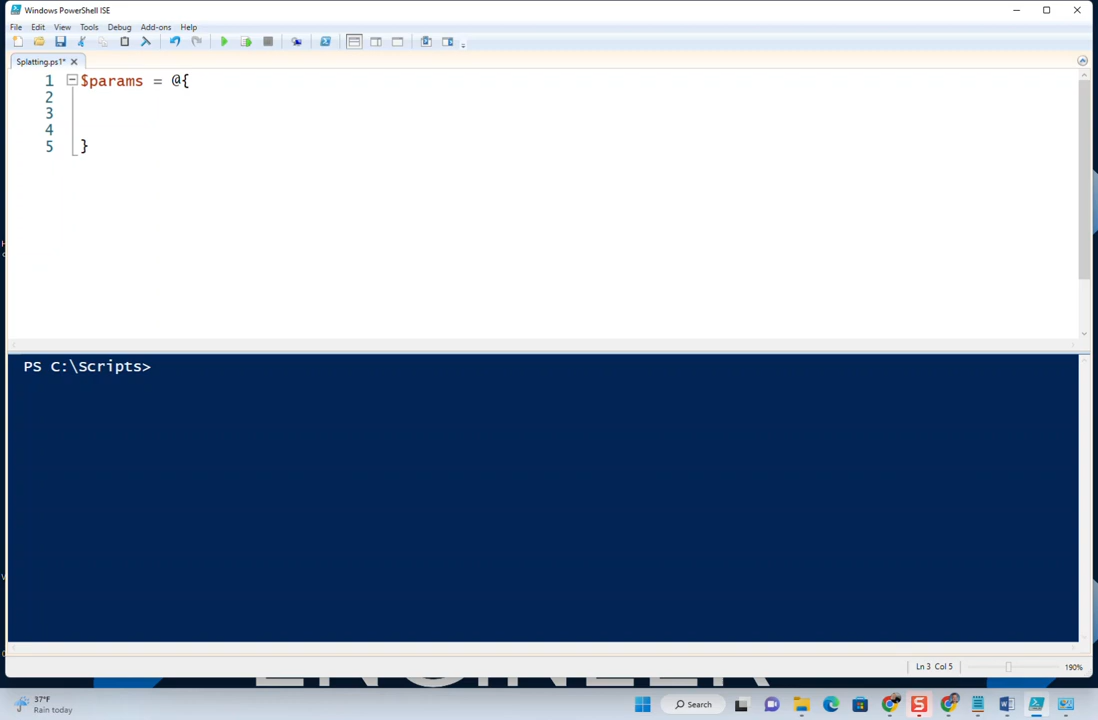 Windows PowerShell ISE
File Edit View Tools Debug Add-ons Help
Splatting.ps1*
1 $params = @{
2
3
4
5 }
PS C:\Scripts>
Ln 3 Col 5 190%
ENGINEER
37°F
Rain today
Search